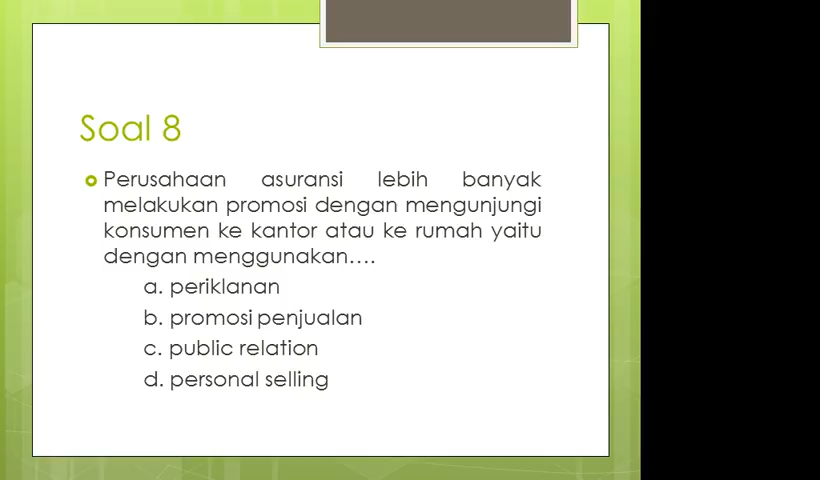 Soal 8
Perusahaan asuransi lebih banyak
melakukan promosi dengan mengunjungi
konsumen ke kantor atau ke rumah yaitu
dengan menggunakan….
a. periklanan
b. promosi penjualan
c. public relation
d. personal selling